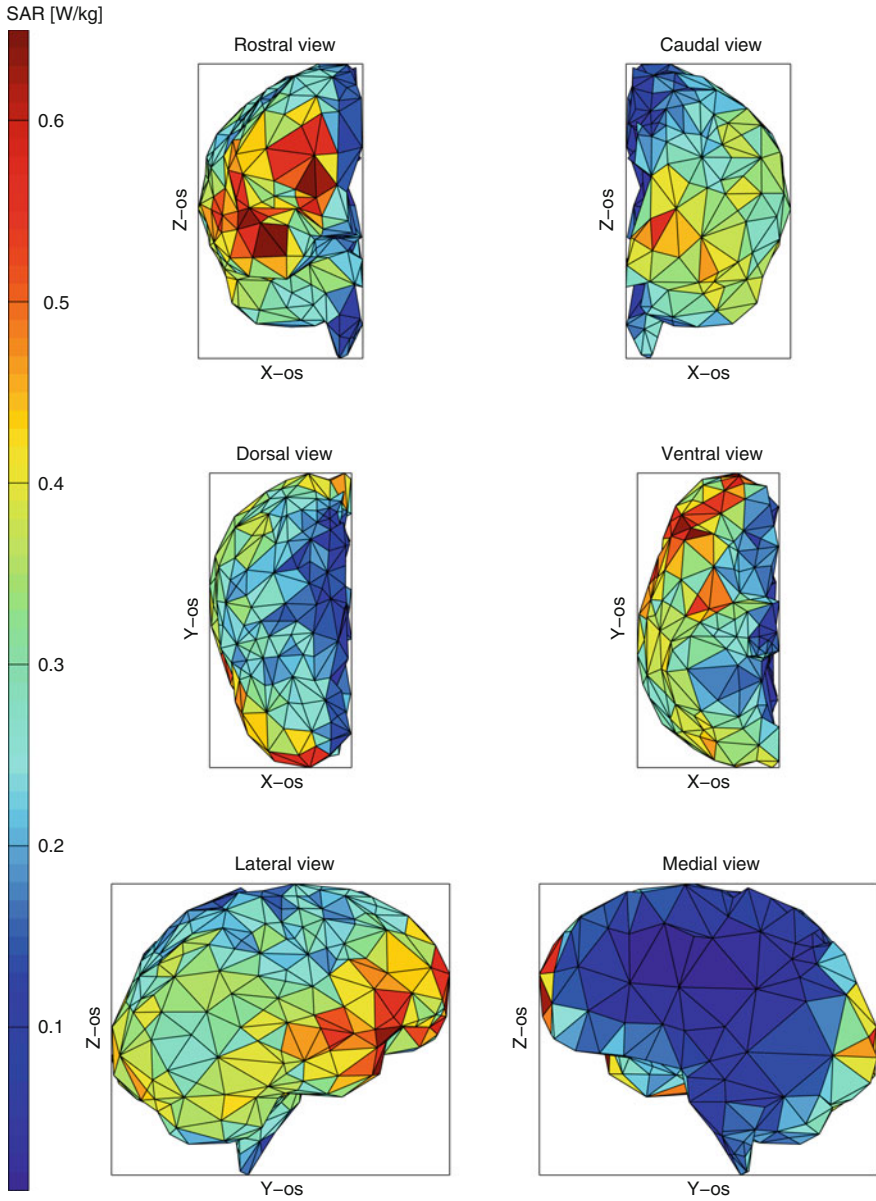 SAR [W/kg]
0.6
0.5
0.4
0.3
0.2
0.1
Rostral view
Z-os
X-os
Caudal view
Z-os
X-os
Dorsal view
Y-os
X-os
Ventral view
Y-os
X-os
Lateral view
Z-os
Y-os
Medial view
Z-os
Y-os